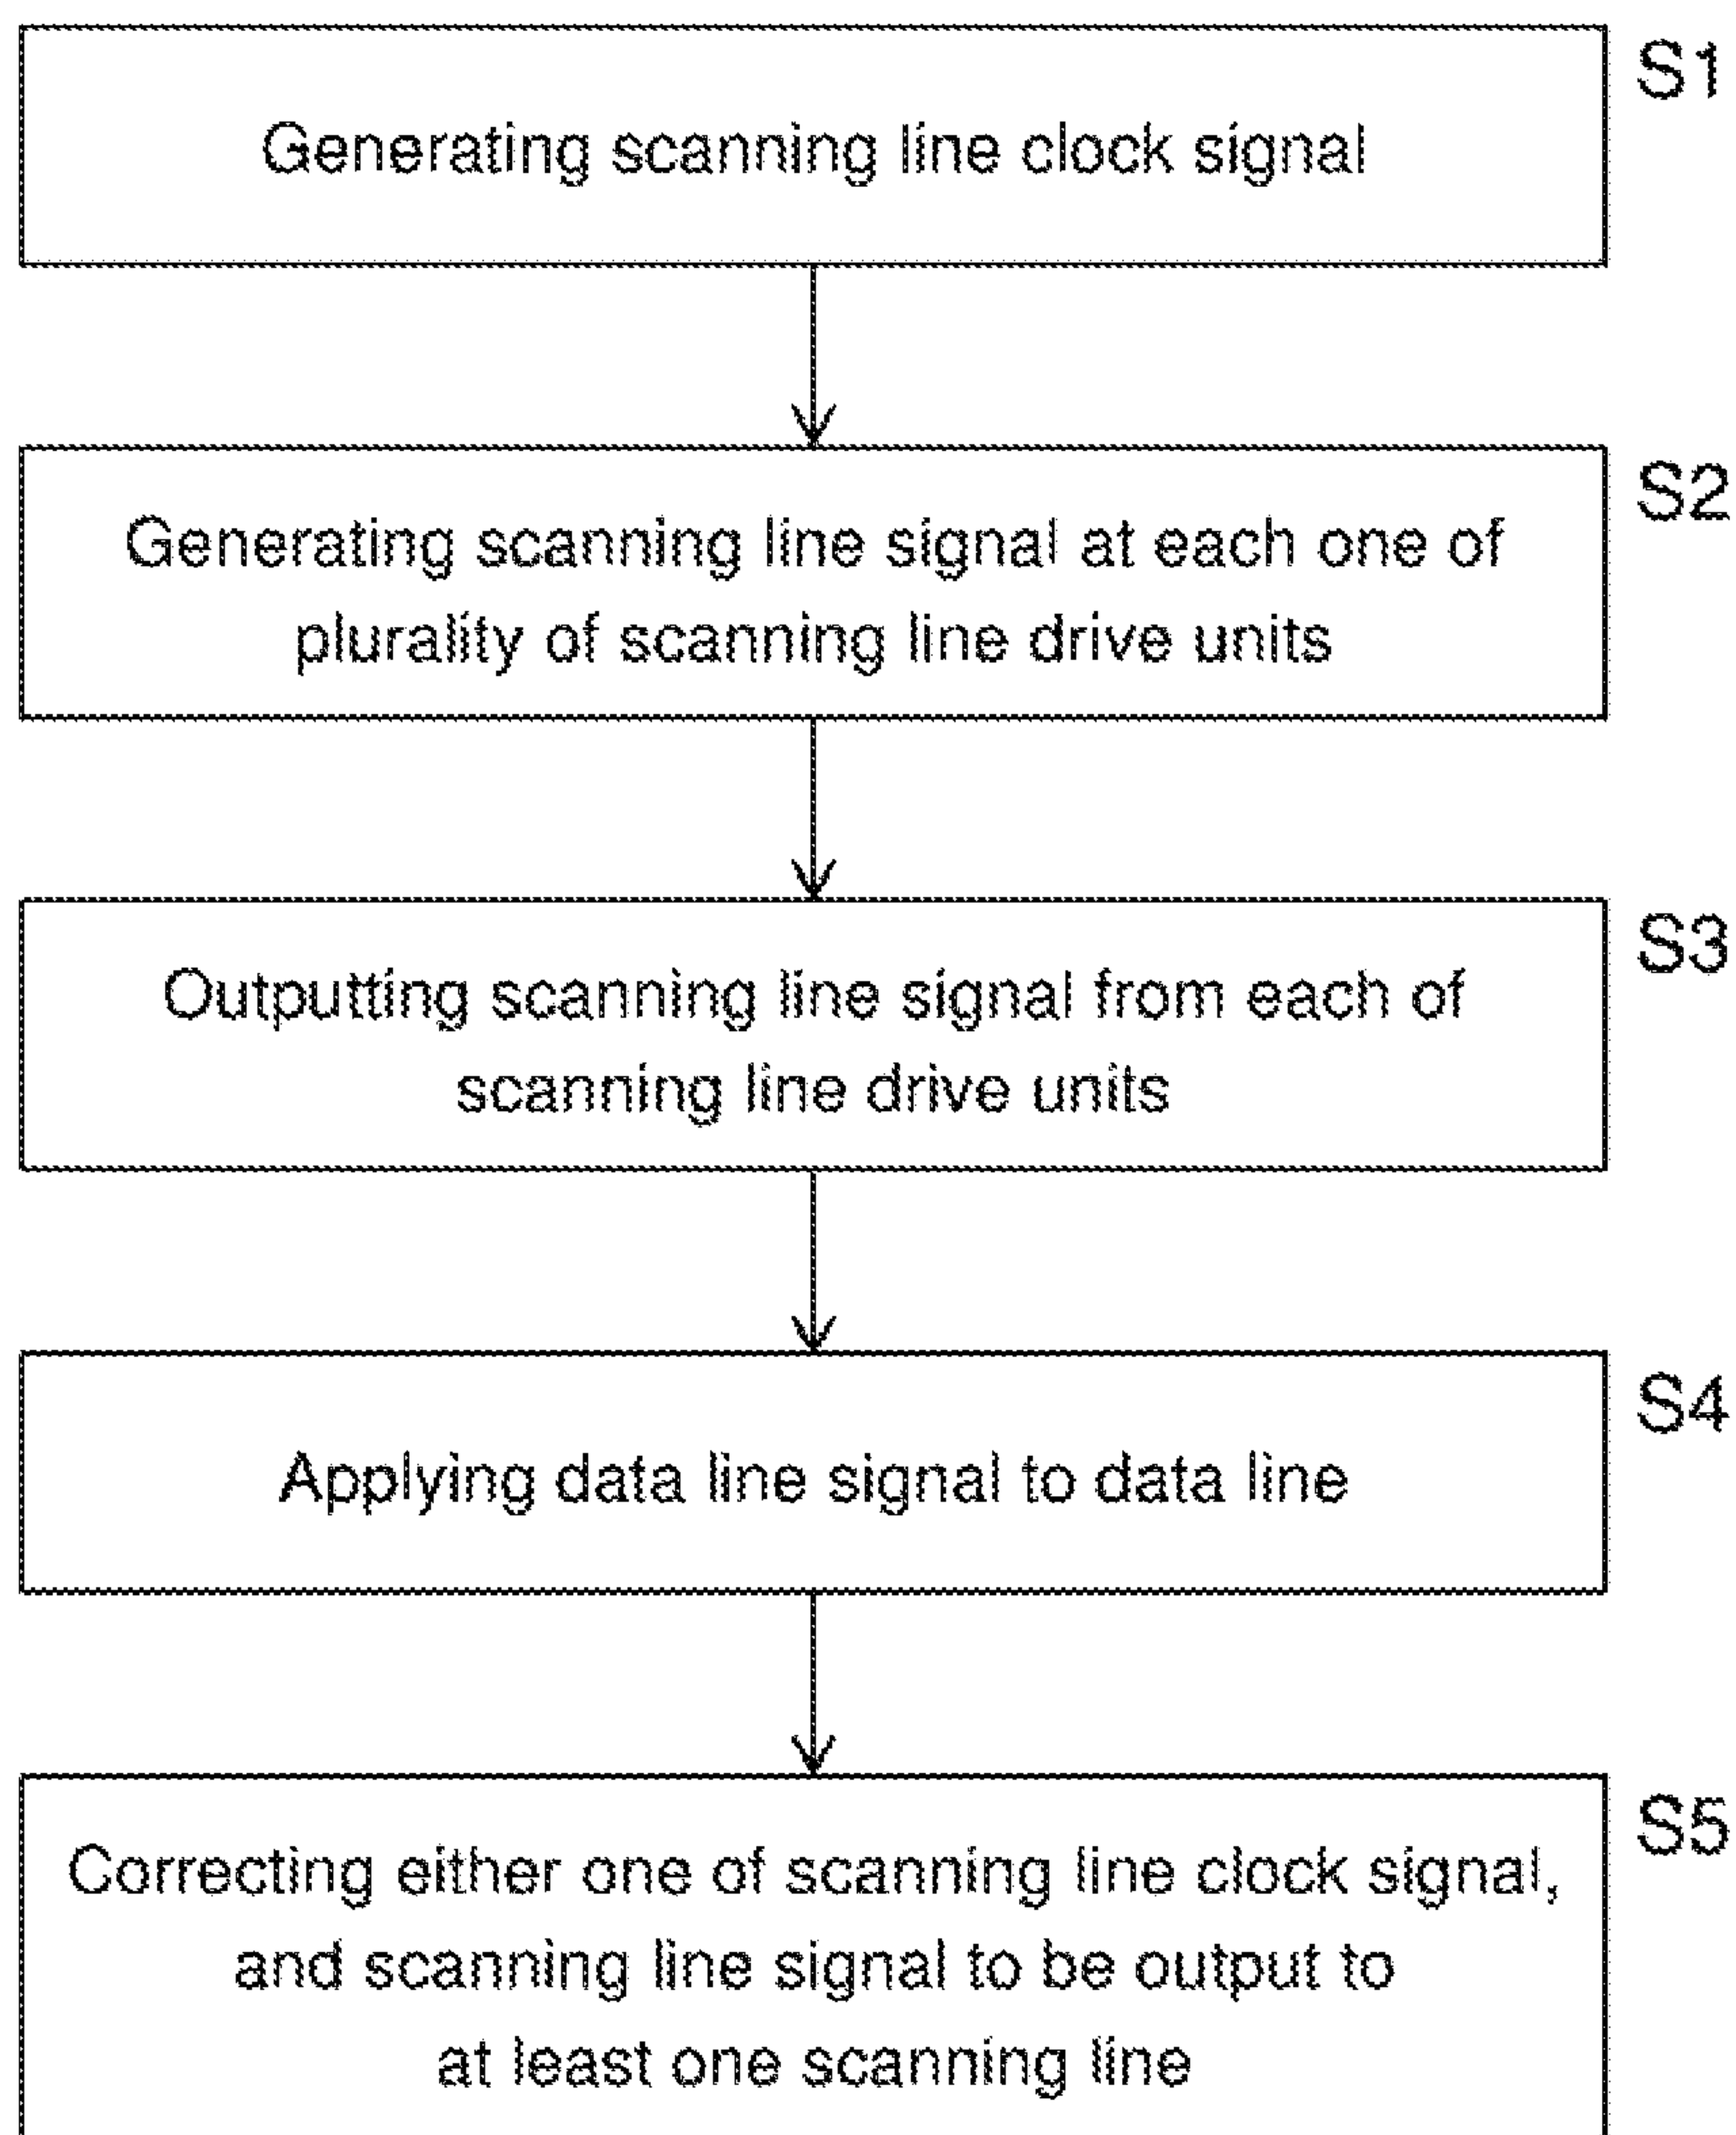 S1
Generating scanning line clock signal
S2
Generating scanning line signal at each one of
plurality of scanning line drive units
S3
Outputting scanning line signal from each of
scanning line drive units
S4
Applying data line signal to data line
S5
Correcting either one of scanning line clock signal,
and scanning line signal to be output to
at least one scanning line